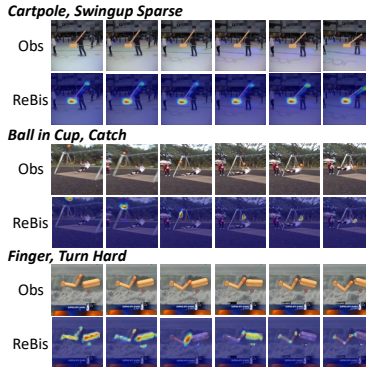 Cartpole, Swingup Sparse
Obs
ReBis
Ball in Cup, Catch
Obs
ReBis
Finger, Turn Hard
Obs
ReBis